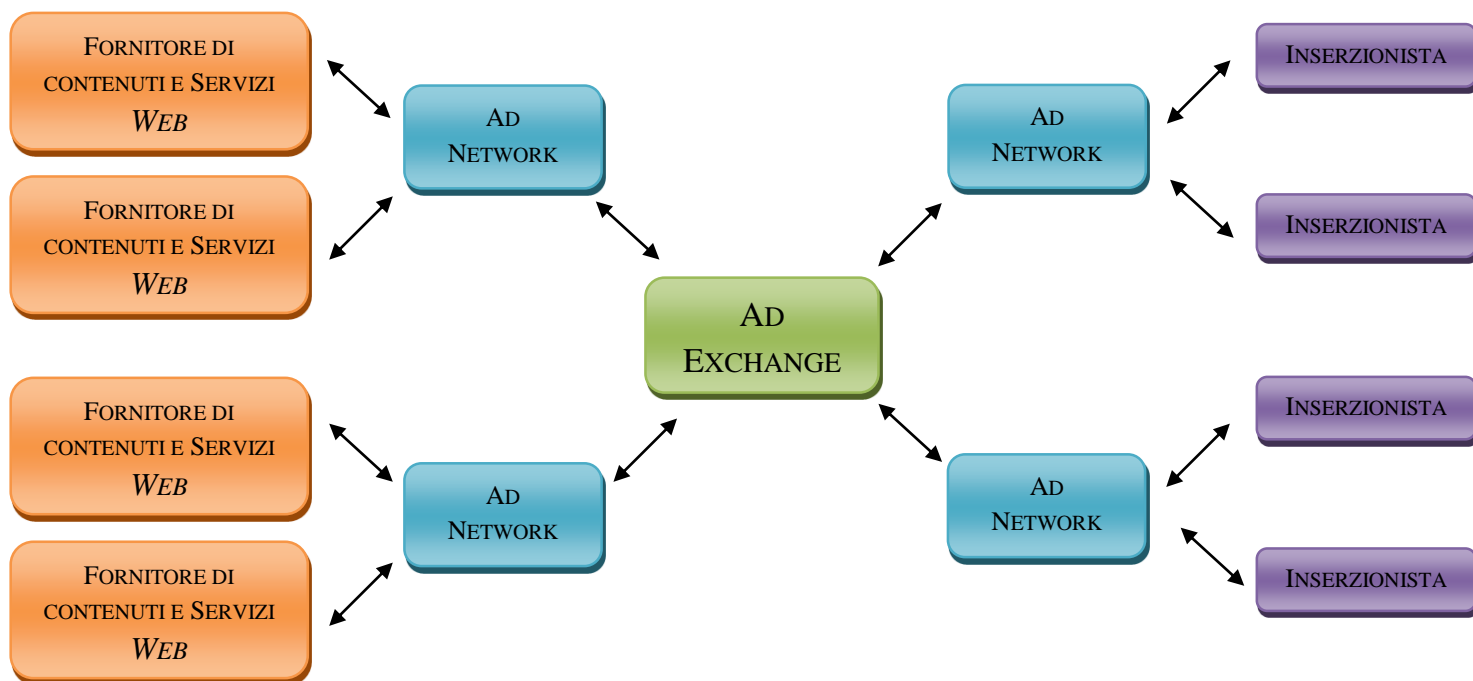 FORNITORE DI
CONTENUTI E SERVIZI
WEB
FORNITORE DI
CONTENUTI E SERVIZI
WEB
FORNITORE DI
CONTENUTI E SERVIZI
WEB
FORNITORE DI
CONTENUTI E SERVIZI
WEB
AD
NETWORK
AD
NETWORK
AD
EXCHANGE
AD
NETWORK
AD
NETWORK
INSERZIONISTA
INSERZIONISTA
INSERZIONISTA
INSERZIONISTA